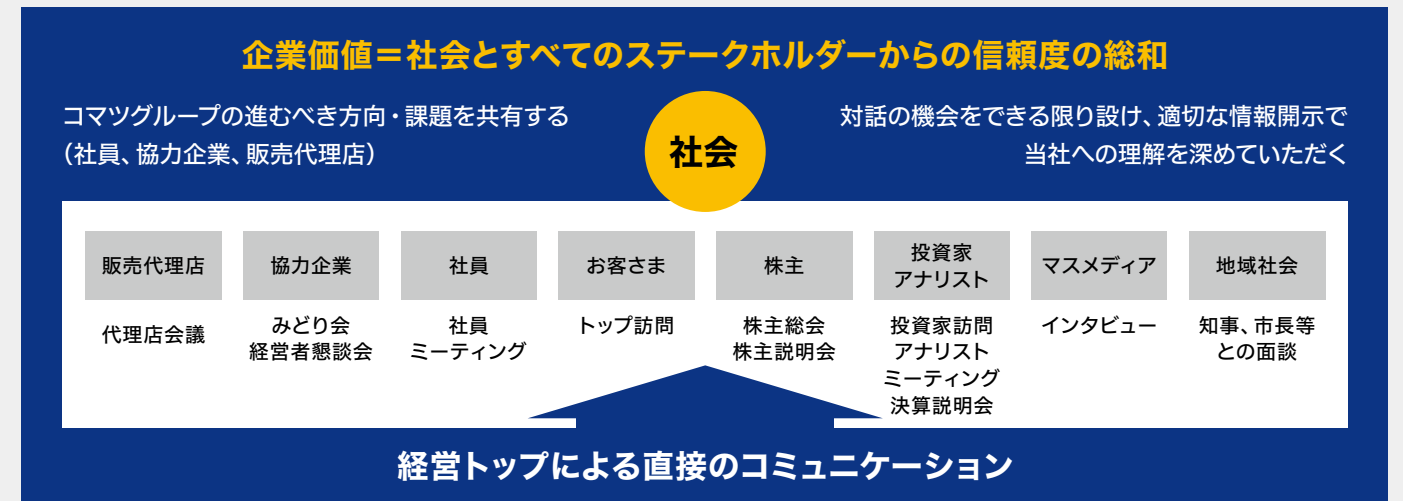 企業価値＝社会とすべてのステークホルダーからの信頼度の総和
コマツグループの進むべき方向・課題を共有する
（社員、協力企業、販売代理店）
社会
対話の機会をできる限り設け、適切な情報開示で
当社への理解を深めていただく
販売代理店
代理店会議
協力企業
みどり会
経営者懇談会
社員
社員
ミーティング
お客さま
トップ訪問
株主
株主総会
株主説明会
投資家
アナリスト
投資家訪問
アナリスト
ミーティング
決算説明会
マスメディア
インタビュー
地域社会
知事、市長等
との面談
経営トップによる直接のコミュニケーション